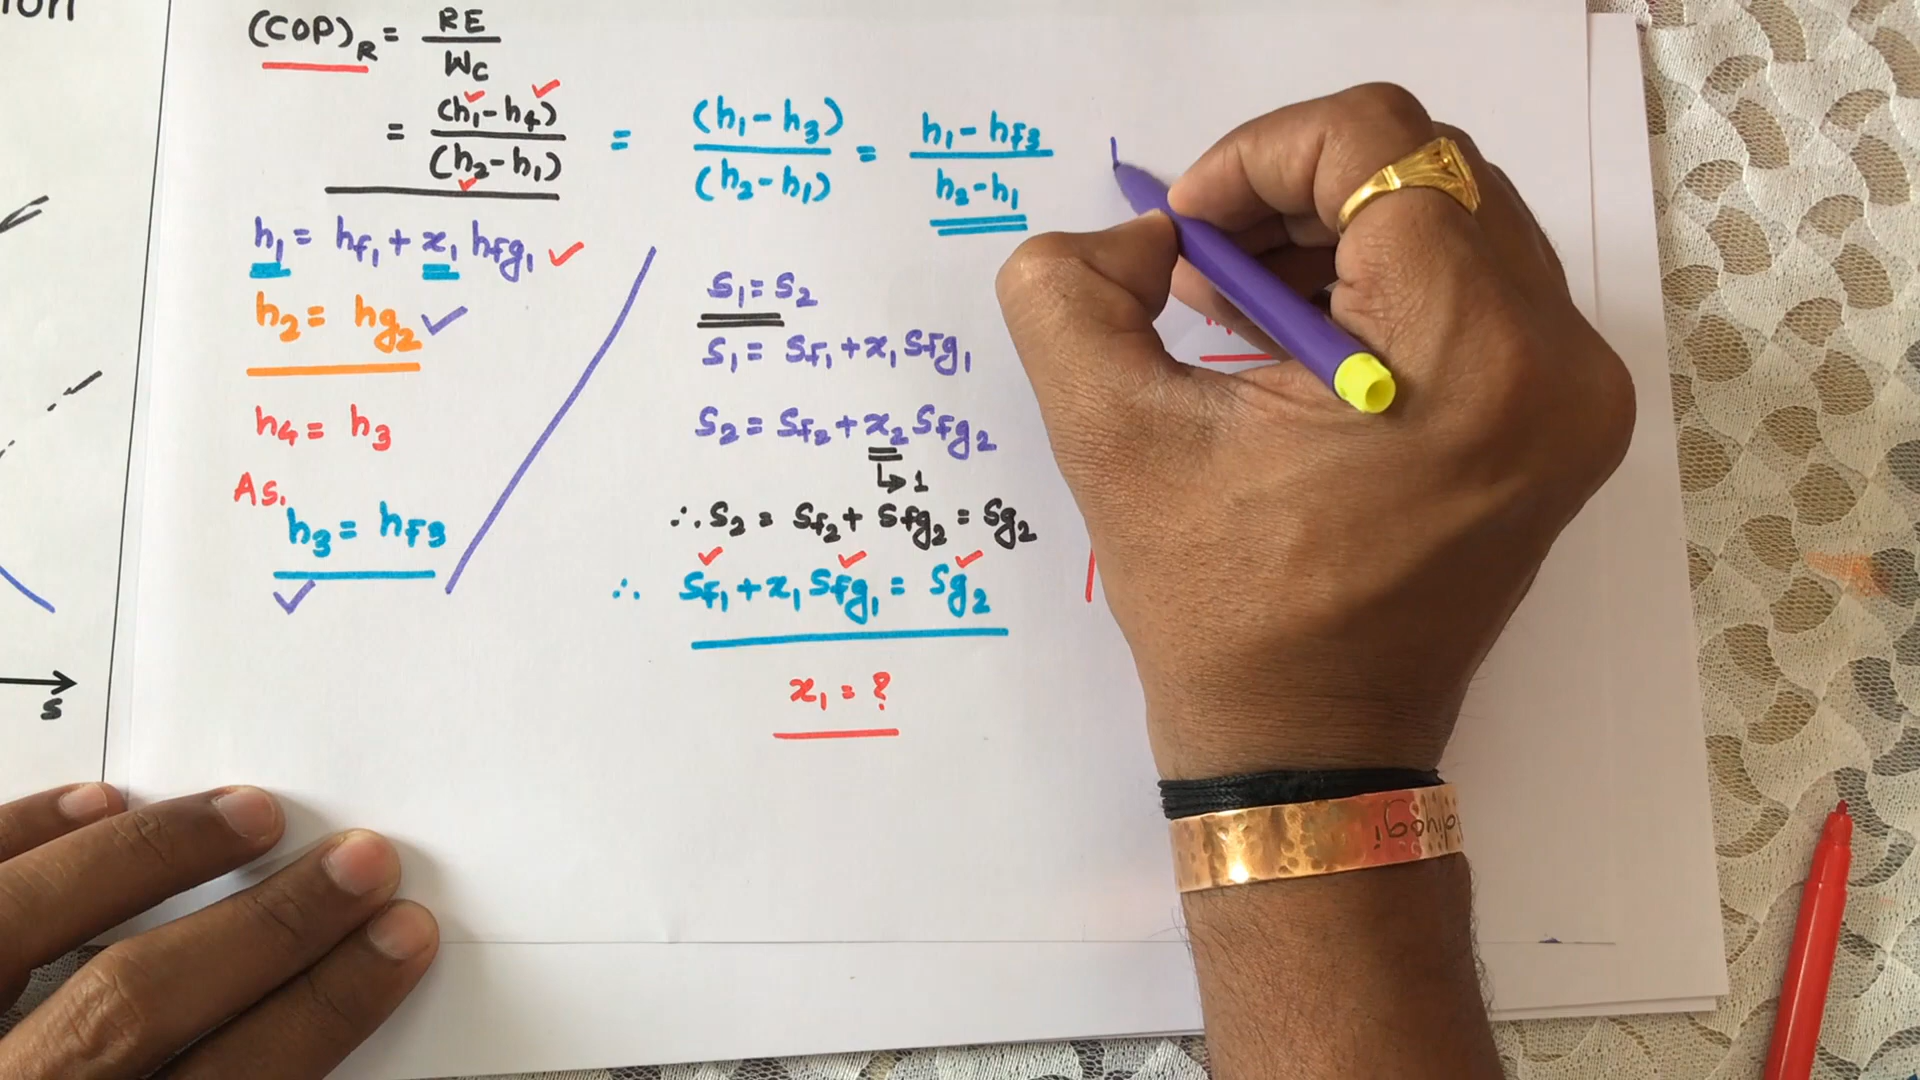 (COP)R = RE / Wc
= (h1-h4) / (h2-h1) = (h1-h3) / (h2-h1) = h1-hf3 / h2-h1
h1 = hf1 + x1 hfg1 ✓
h2 = hg2 ✓
h4 = h3
As.
h3 = hf3
✓
s1 = s2
s1 = sf1 + x1 sfg1
s2 = sf2 + x2 sfg2
↳ 1
∴ s2 = sf2 + sfg2 = sg2
∴ sf1 + x1 sfg1 = sg2
x1 = ?
s